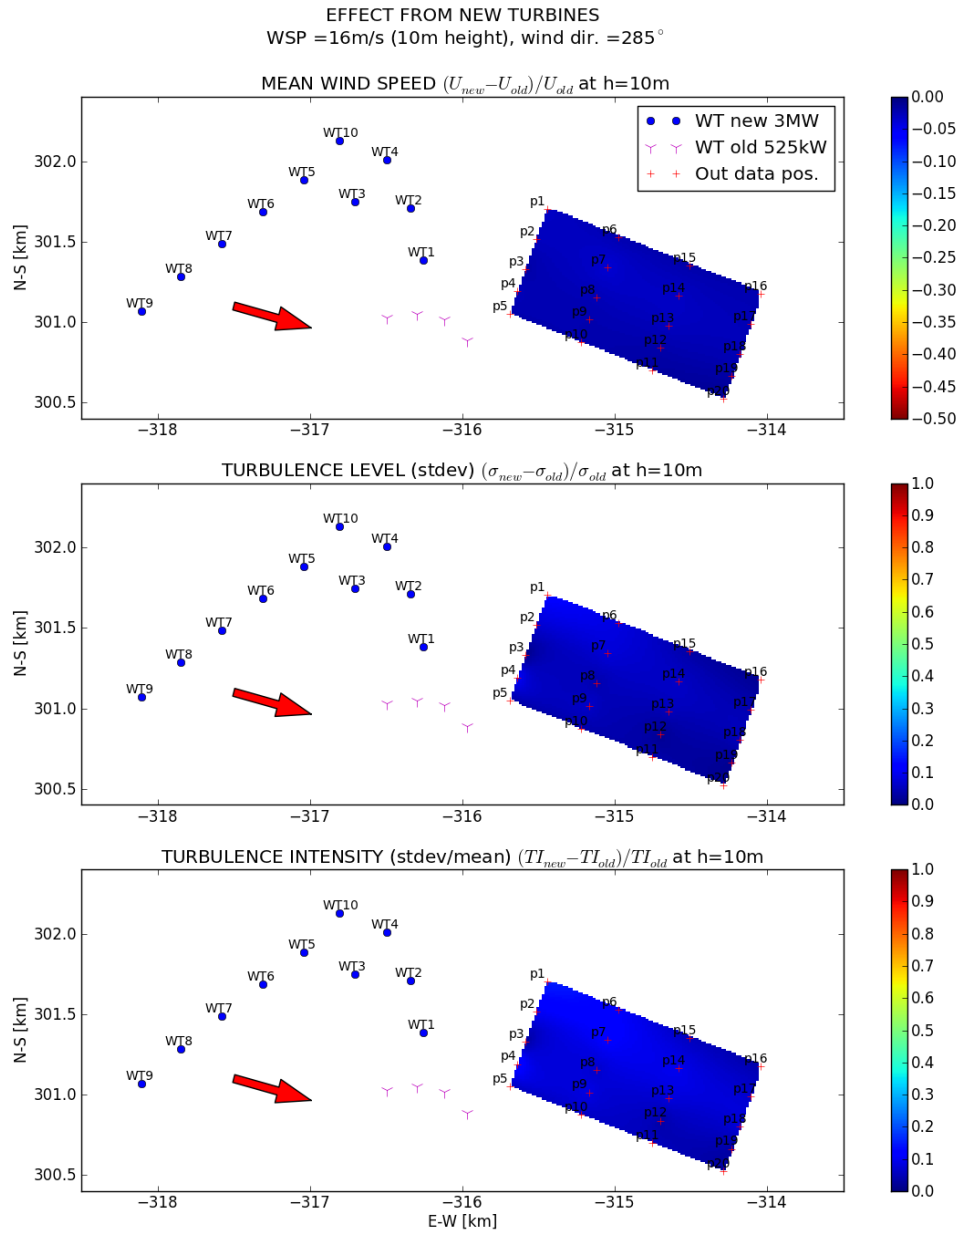 EFFECT FROM NEW TURBINES
WSP =16m/s (10m height), wind dir. =285°
MEAN WIND SPEED (U_new−U_old)/U_old at h=10m
WT new 3MW
WT old 525kW
Out data pos.
WT10
WT4
WT5
WT3
WT2
WT6
WT7
WT1
WT8
WT9
p1
p2
p3
p4
p5
p6
p7
p8
p9
p10
p11
p12
p13
p14
p15
p16
p18
p19
p20
N-S [km]
302.0
301.5
301.0
300.5
−318
−317
−316
−315
−314
0.00
−0.05
−0.10
−0.15
−0.20
−0.25
−0.30
−0.35
−0.40
−0.45
−0.50
TURBULENCE LEVEL (stdev) (σ_new−σ_old)/σ_old at h=10m
WT10
WT4
WT5
WT3
WT2
WT6
WT7
WT1
WT8
WT9
p1
p2
p3
p4
p5
p6
p7
p8
p9
p10
p11
p12
p13
p14
p15
p16
p18
p19
p20
N-S [km]
302.0
301.5
301.0
300.5
−318
−317
−316
−315
−314
1.0
0.9
0.8
0.7
0.6
0.5
0.4
0.3
0.2
0.1
0.0
TURBULENCE INTENSITY (stdev/mean) (TI_new−TI_old)/TI_old at h=10m
WT10
WT4
WT5
WT3
WT2
WT6
WT7
WT1
WT8
WT9
p1
p2
p3
p4
p5
p6
p7
p8
p9
p10
p11
p12
p13
p14
p15
p16
p17
p18
p19
p20
N-S [km]
302.0
301.5
301.0
300.5
−318
−317
−316
−315
−314
E-W [km]
1.0
0.9
0.8
0.7
0.6
0.5
0.4
0.3
0.2
0.1
0.0